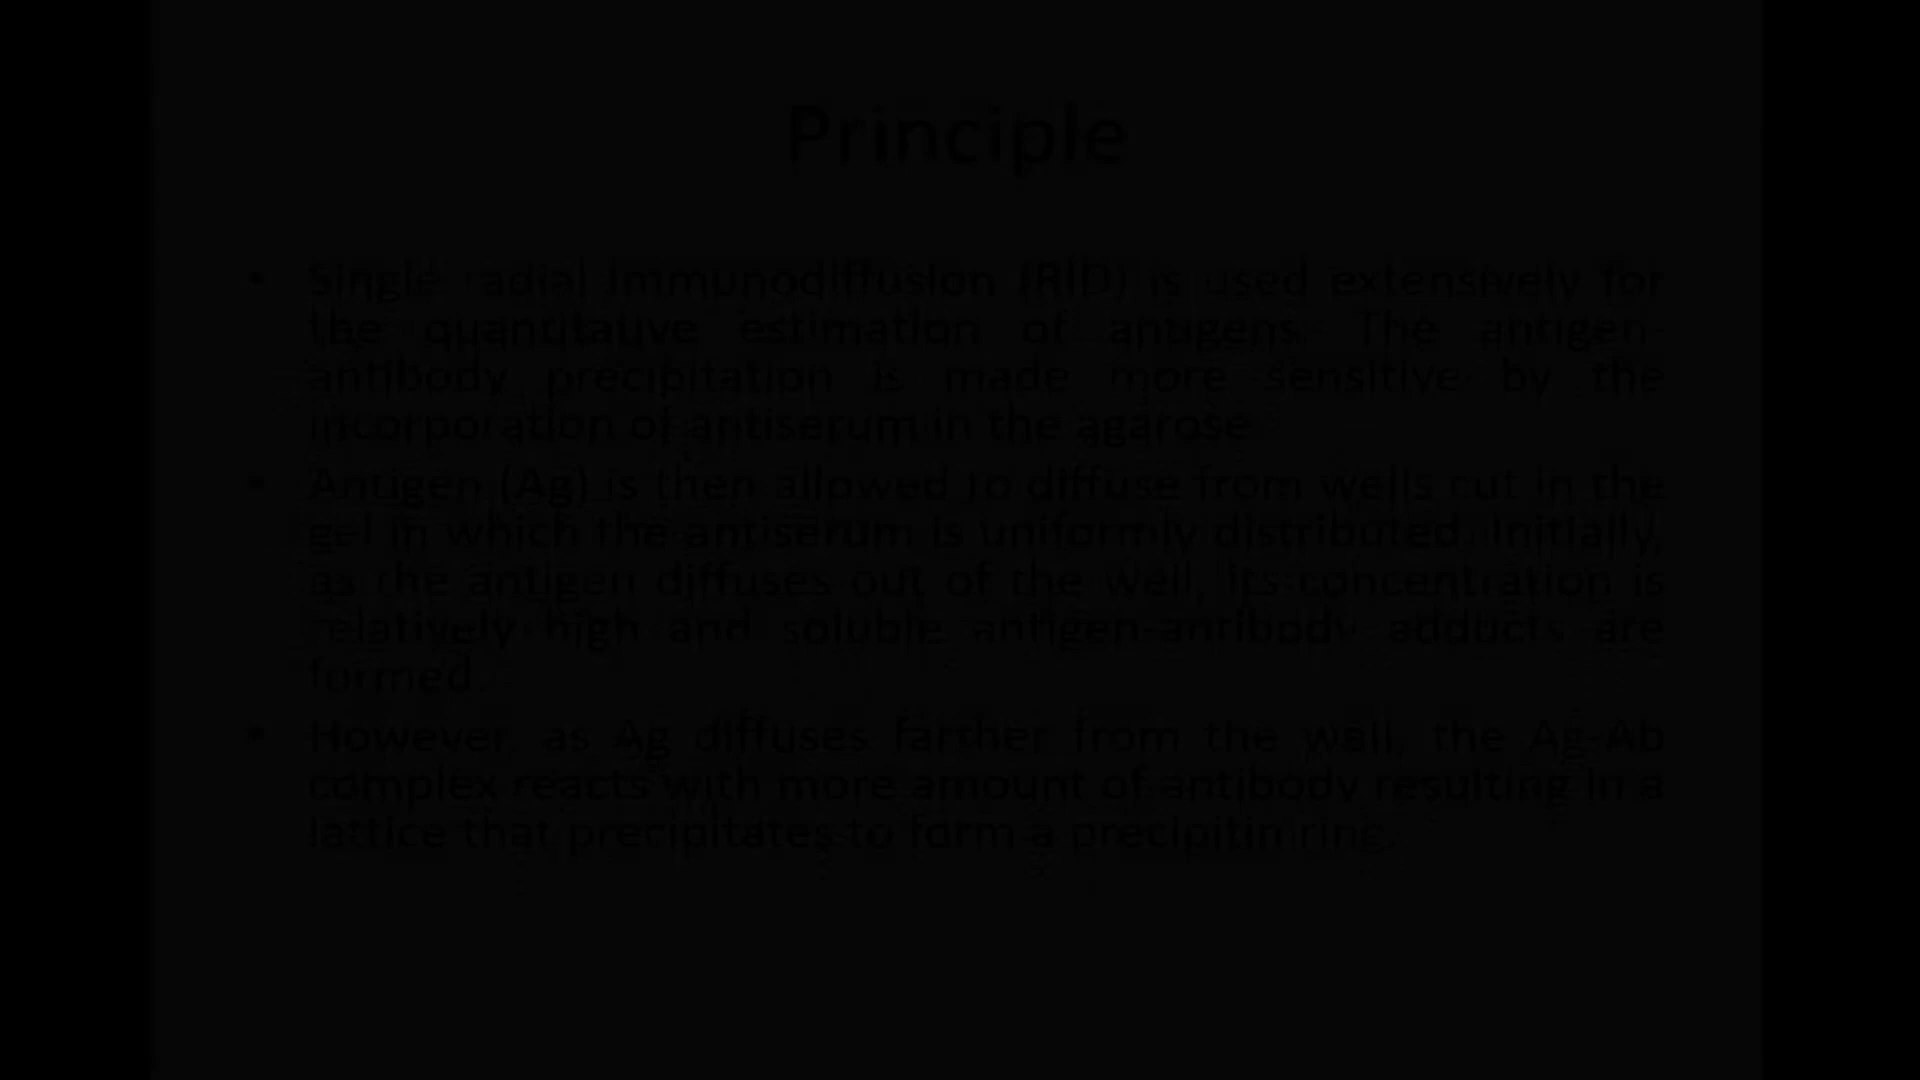 Principle
• Single radial immunodiffusion (RID) is used extensively for
the quantitative estimation of antigens. The antigen-
antibody precipitation is made more sensitive by the
incorporation of antiserum in the agarose.
• Antigen (Ag) is then allowed to diffuse from wells cut in the
gel in which the antiserum is uniformly distributed. Initially,
as the antigen diffuses out of the well, its concentration is
relatively high and soluble antigen-antibody adducts are
formed.
• However, as Ag diffuses farther from the well, the Ag-Ab
complex reacts with more amount of antibody resulting in a
lattice that precipitates to form a precipitin ring.